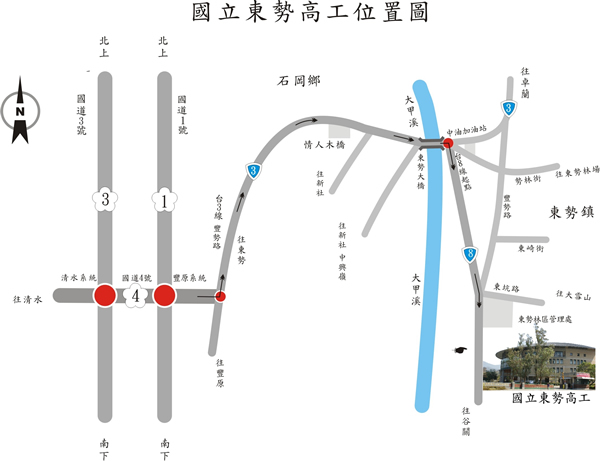 國立東勢高工位置圖
北上
北上
往卓蘭
石岡鄉
N
國道3號
國道1號
大甲溪
3
中油加油站
情人木橋
台8線起點
東勢大橋
3
往新社
勢林街
往東勢林場
3
1
台3線 豐勢路
豐勢路
東勢鎮
往東勢
往新社 中興嶺
東崎街
8
清水系統
國道4號
豐原系統
大甲溪
往清水
4
東坑路
往大雪山
東勢林區管理處
往豐原
國立東勢高工
往谷關
南下
南下